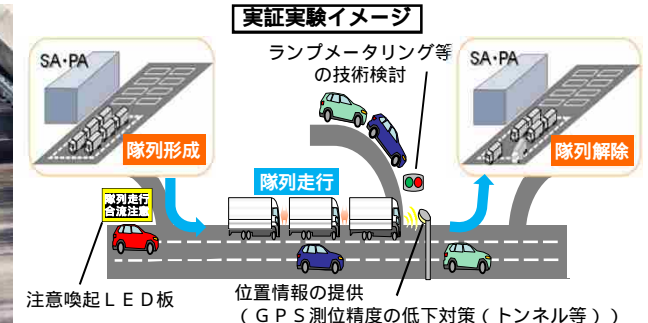 実証実験イメージ
ランプメータリング等
の技術検討
SA・PA
SA・PA
隊列形成
隊列解除
隊列走行
隊列走行
合流注意
注意喚起ＬＥＤ板
位置情報の提供
（ＧＰＳ測位精度の低下対策（トンネル等））